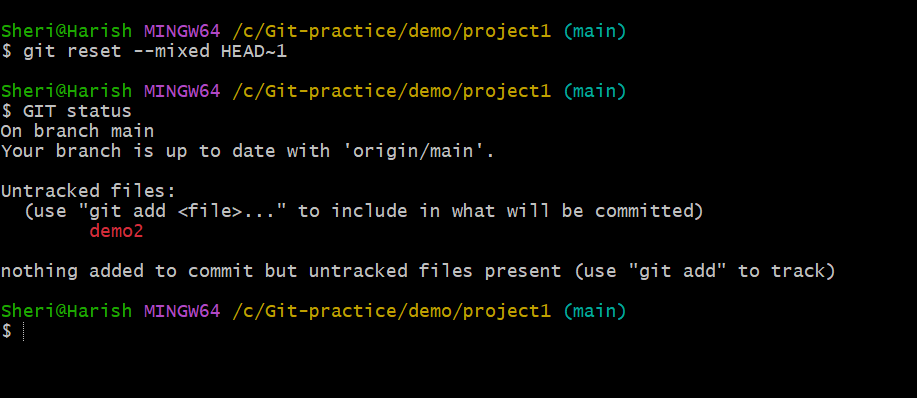 Sheri@Harish MINGW64 /c/Git-practice/demo/project1 (main)
$ git reset --mixed HEAD~1
Sheri@Harish MINGW64 /c/Git-practice/demo/project1 (main)
$ GIT status
On branch main
Your branch is up to date with 'origin/main'.
Untracked files:
  (use "git add <file>..." to include in what will be committed)
        demo2
nothing added to commit but untracked files present (use "git add" to track)
Sheri@Harish MINGW64 /c/Git-practice/demo/project1 (main)
$